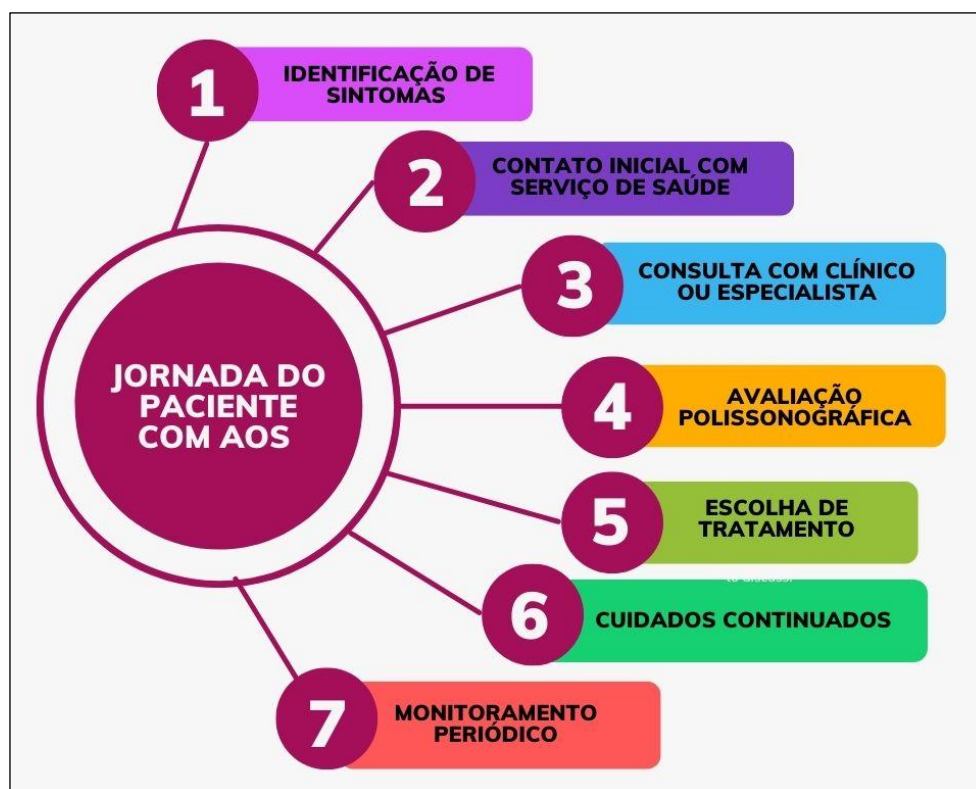 1
IDENTIFICAÇÃO DE
SINTOMAS
2
CONTATO INICIAL COM
SERVIÇO DE SAÚDE
3
CONSULTA COM CLÍNICO
OU ESPECIALISTA
JORNADA DO
PACIENTE
COM AOS
4
AVALIAÇÃO
POLISSONOGRÁFICA
5
ESCOLHA DE
TRATAMENTO
6
CUIDADOS CONTINUADOS
7
MONITORAMENTO
PERIÓDICO